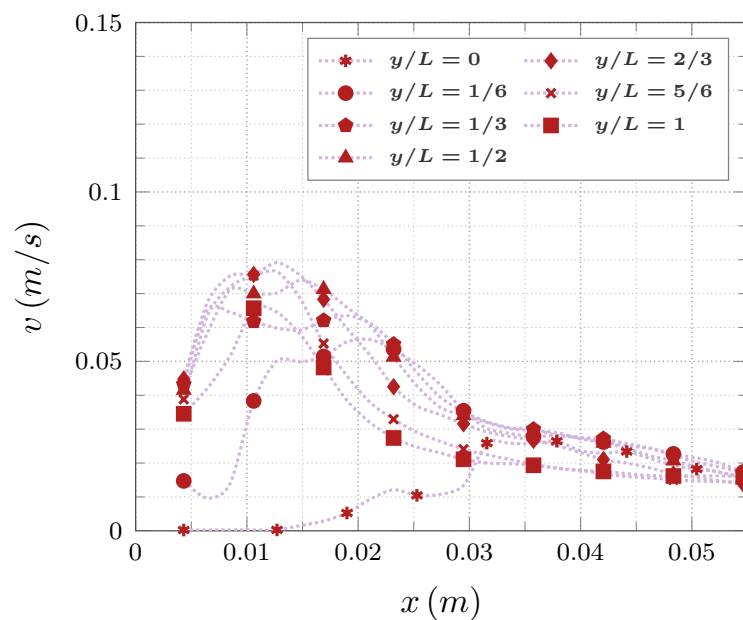 0.15
y/L = 0
y/L = 2/3
y/L = 1/6
y/L = 5/6
y/L = 1/3
y/L = 1
y/L = 1/2
0.1
v (m/s)
0.05
0
0 0.01 0.02 0.03 0.04 0.05
x (m)